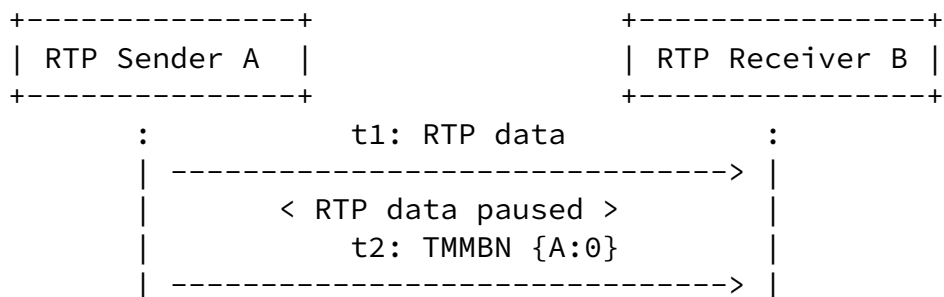 +---------------+                 +----------------+
| RTP Sender A  |                 | RTP Receiver B |
+---------------+                 +----------------+
       :           t1: RTP data           :
       | -------------------------------> |
       |       < RTP data paused >        |
       |           t2: TMMBN {A:0}        |
       | -------------------------------> |